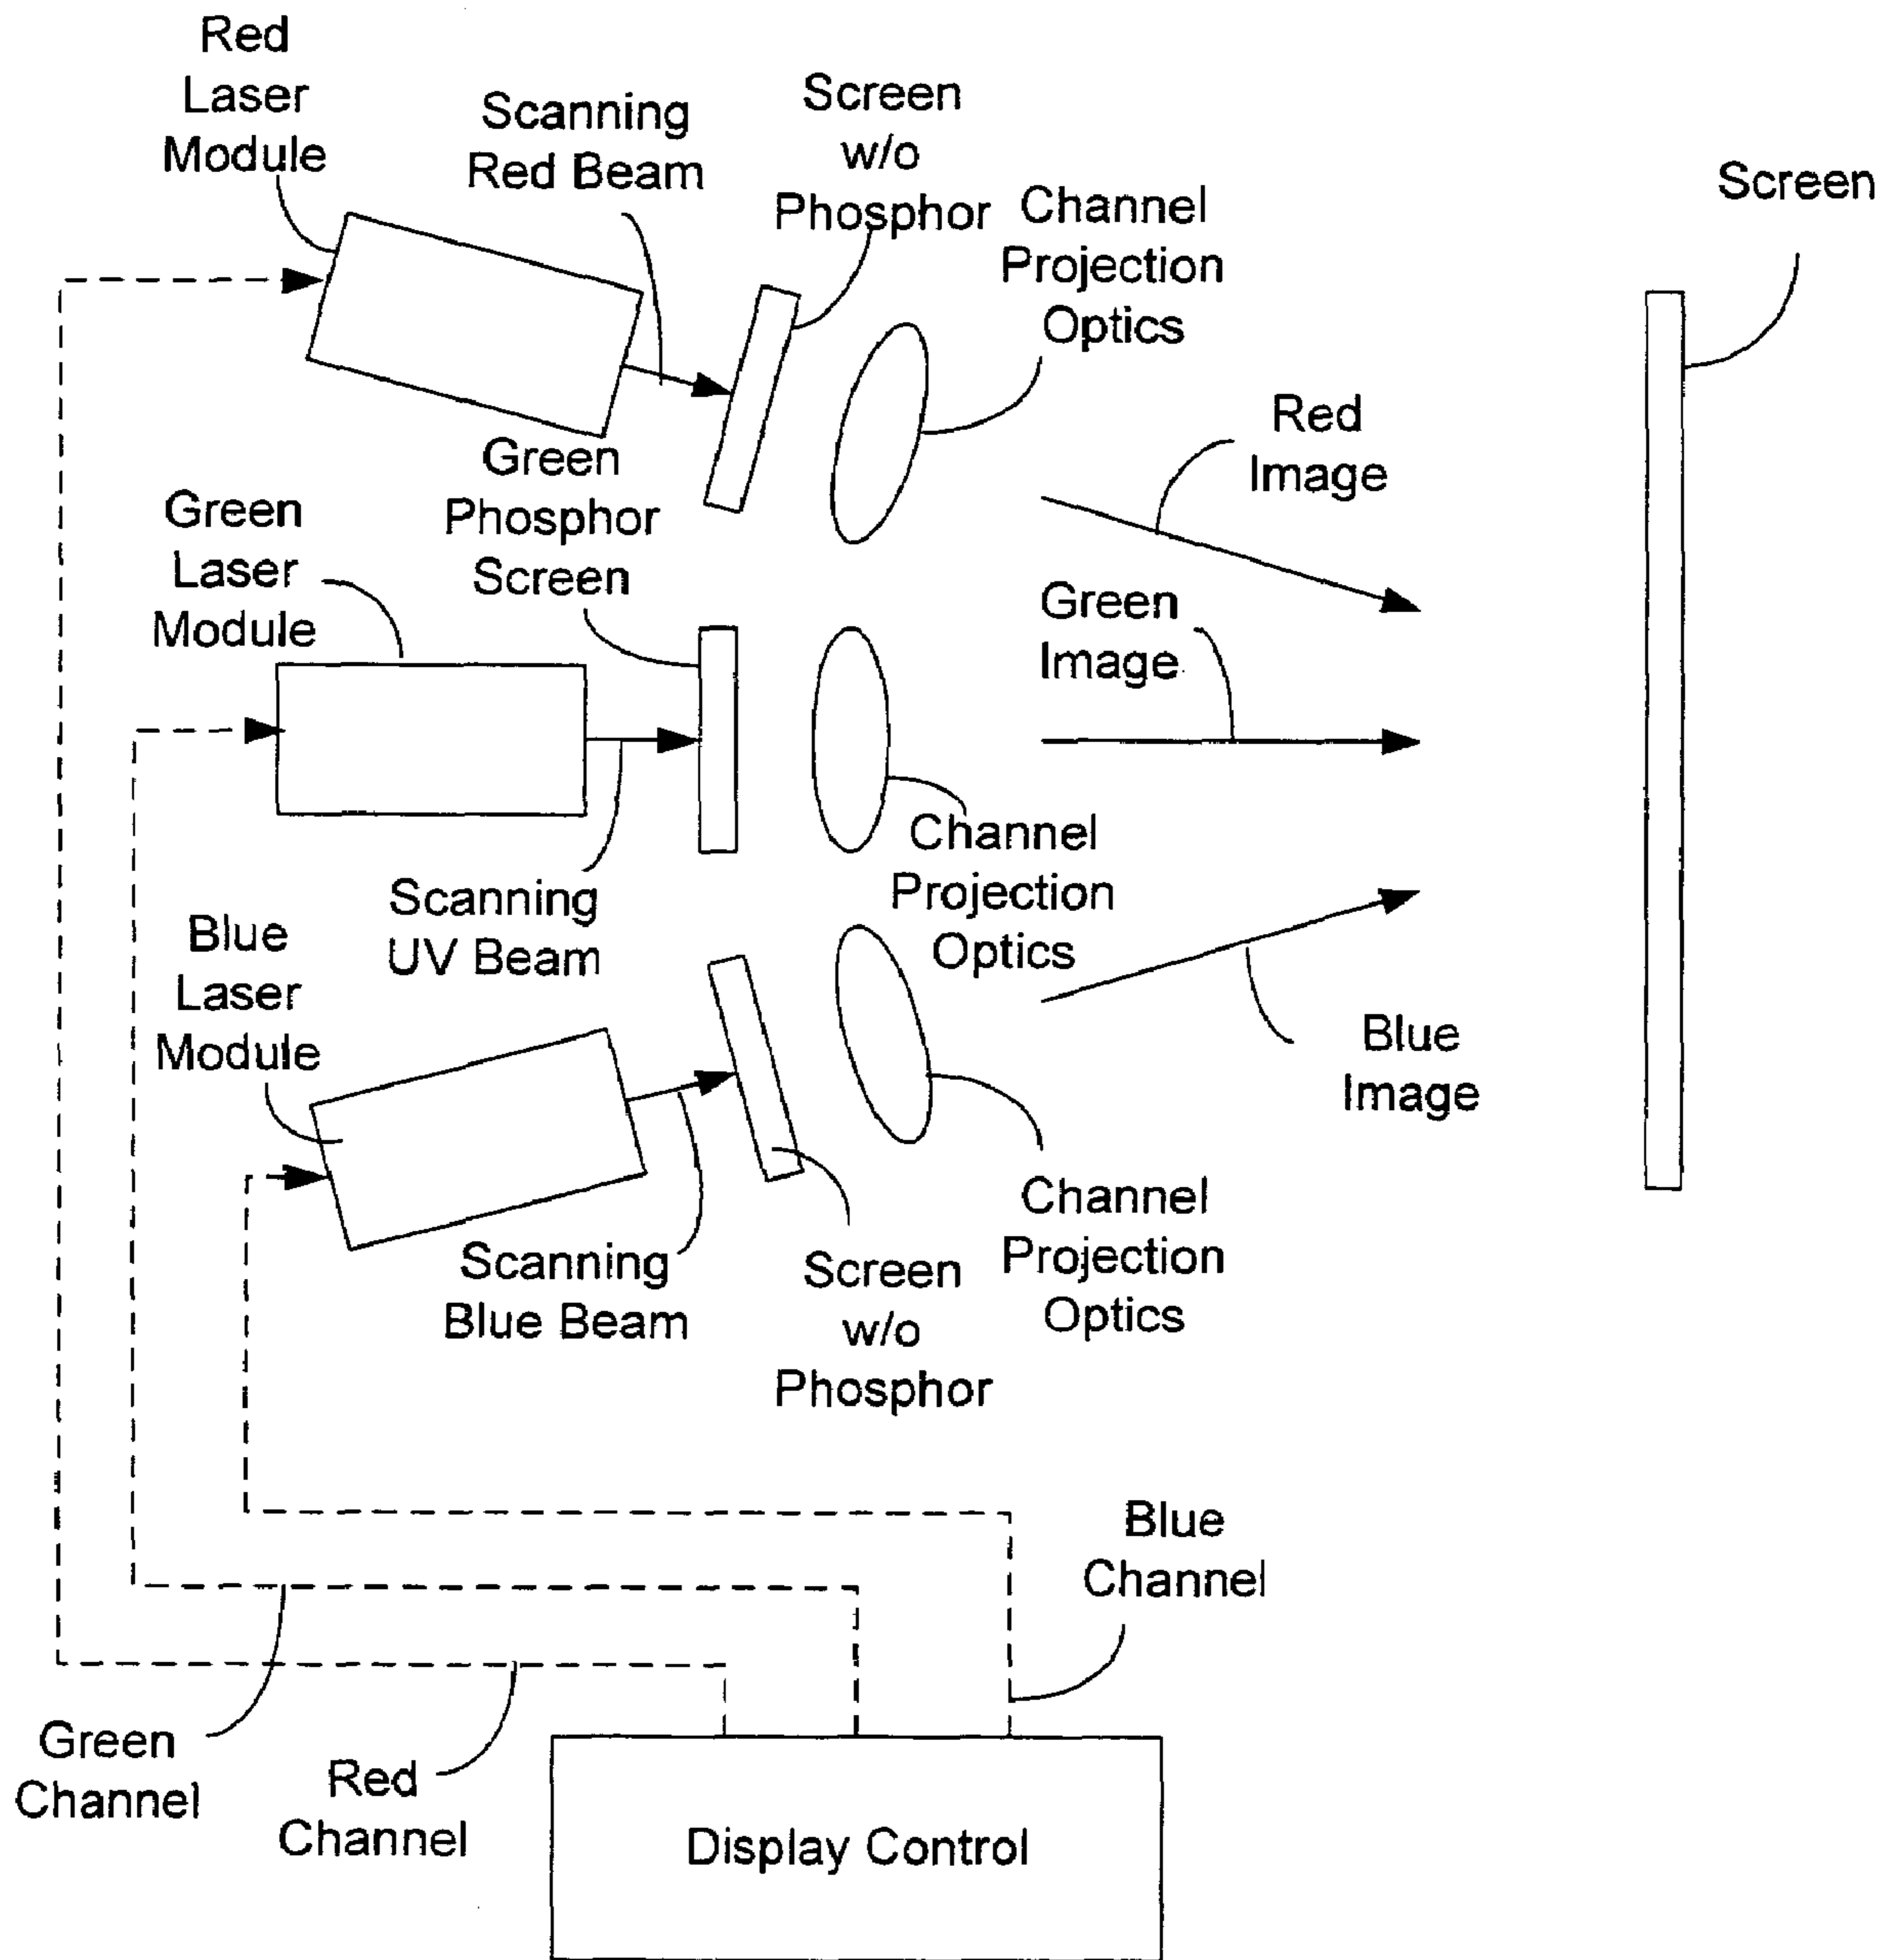 Red
Laser
Module
Scanning
Red Beam
Screen
w/o
Phosphor
Channel
Projection
Optics
Screen
Red
Image
Green
Phosphor
Screen
Green
Laser
Module
Green
Image
Scanning
UV Beam
Channel
Projection
Optics
Blue
Laser
Module
Blue
Image
Scanning
Blue Beam
Screen
w/o
Phosphor
Channel
Projection
Optics
Blue
Channel
Green
Channel
Red
Channel
Display Control